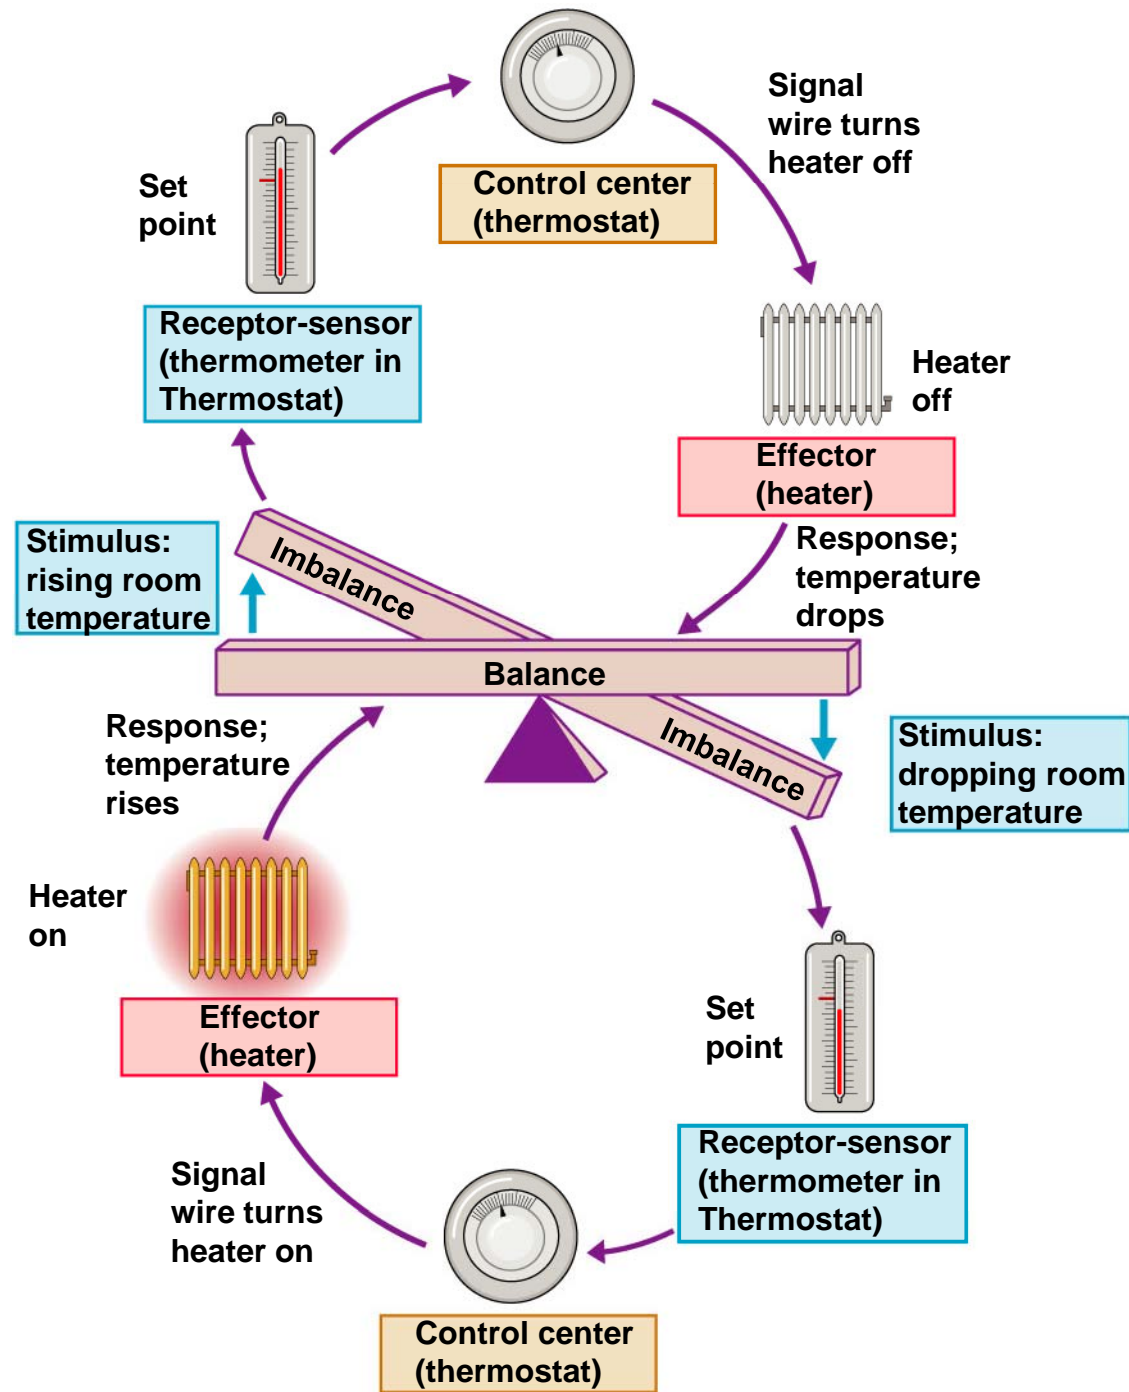 Control center
(thermostat)
Signal
wire turns
heater off
Set
point
Receptor-sensor
(thermometer in
Thermostat)
Heater
off
Effector
(heater)
Response;
temperature
drops
Stimulus:
rising room
temperature
Imbalance
Balance
Imbalance
Stimulus:
dropping room
temperature
Response;
temperature
rises
Heater
on
Effector
(heater)
Set
point
Receptor-sensor
(thermometer in
Thermostat)
Signal
wire turns
heater on
Control center
(thermostat)